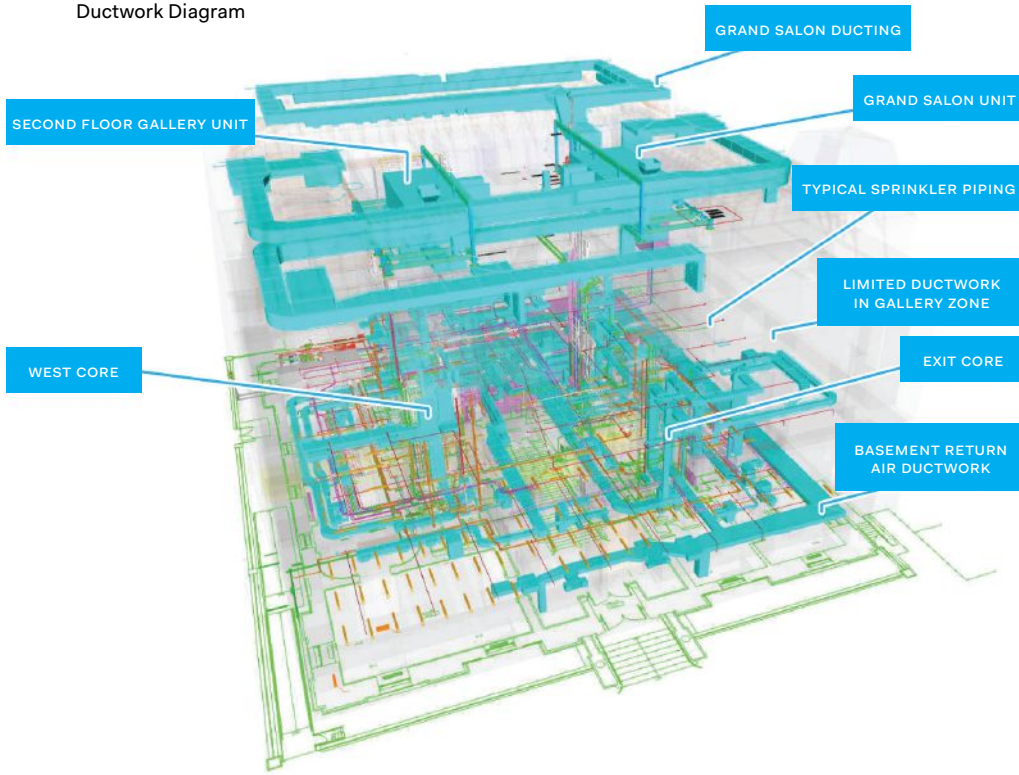 Ductwork Diagram
GRAND SALON DUCTING
GRAND SALON UNIT
SECOND FLOOR GALLERY UNIT
TYPICAL SPRINKLER PIPING
LIMITED DUCTWORK
IN GALLERY ZONE
EXIT CORE
WEST CORE
BASEMENT RETURN
AIR DUCTWORK